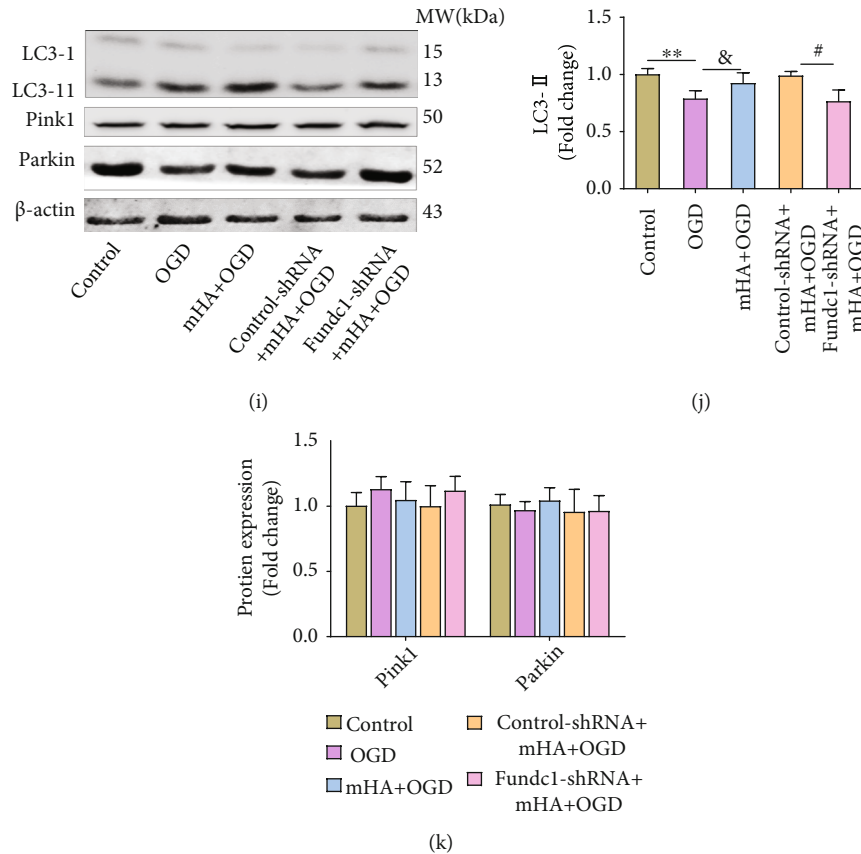 MW(kDa)
LC3-1
15
LC3-11
13
Pink1
50
Parkin
52
β-actin
43
Control
OGD
mHA+OGD
Control-shRNA
+mHA+OGD
Fundc1-shRNA
+mHA+OGD
(i)
LC3-Ⅱ
(Fold change)
1.5
1.0
0.5
0.0
**
&
#
Control
OGD
mHA+OGD
Control-shRNA+
mHA+OGD
Fundc1-shRNA+
mHA+OGD
(j)
Protien expression
(Fold change)
1.5
1.0
0.5
0.0
Pink1
Parkin
Control
OGD
mHA+OGD
Control-shRNA+
mHA+OGD
Fundc1-shRNA+
mHA+OGD
(k)